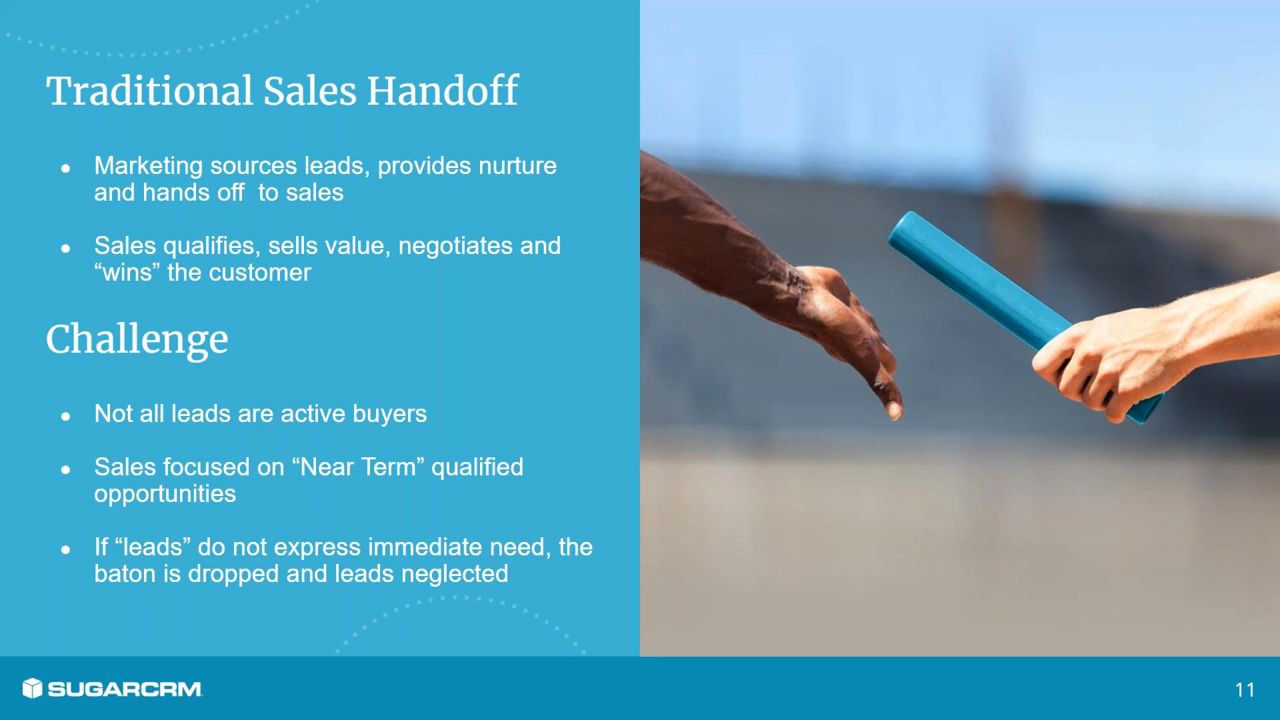 Traditional Sales Handoff
● Marketing sources leads, provides nurture
and hands off  to sales
● Sales qualifies, sells value, negotiates and
“wins” the customer
Challenge
● Not all leads are active buyers
● Sales focused on “Near Term” qualified
opportunities
● If “leads” do not express immediate need, the
baton is dropped and leads neglected
SUGARCRM
11